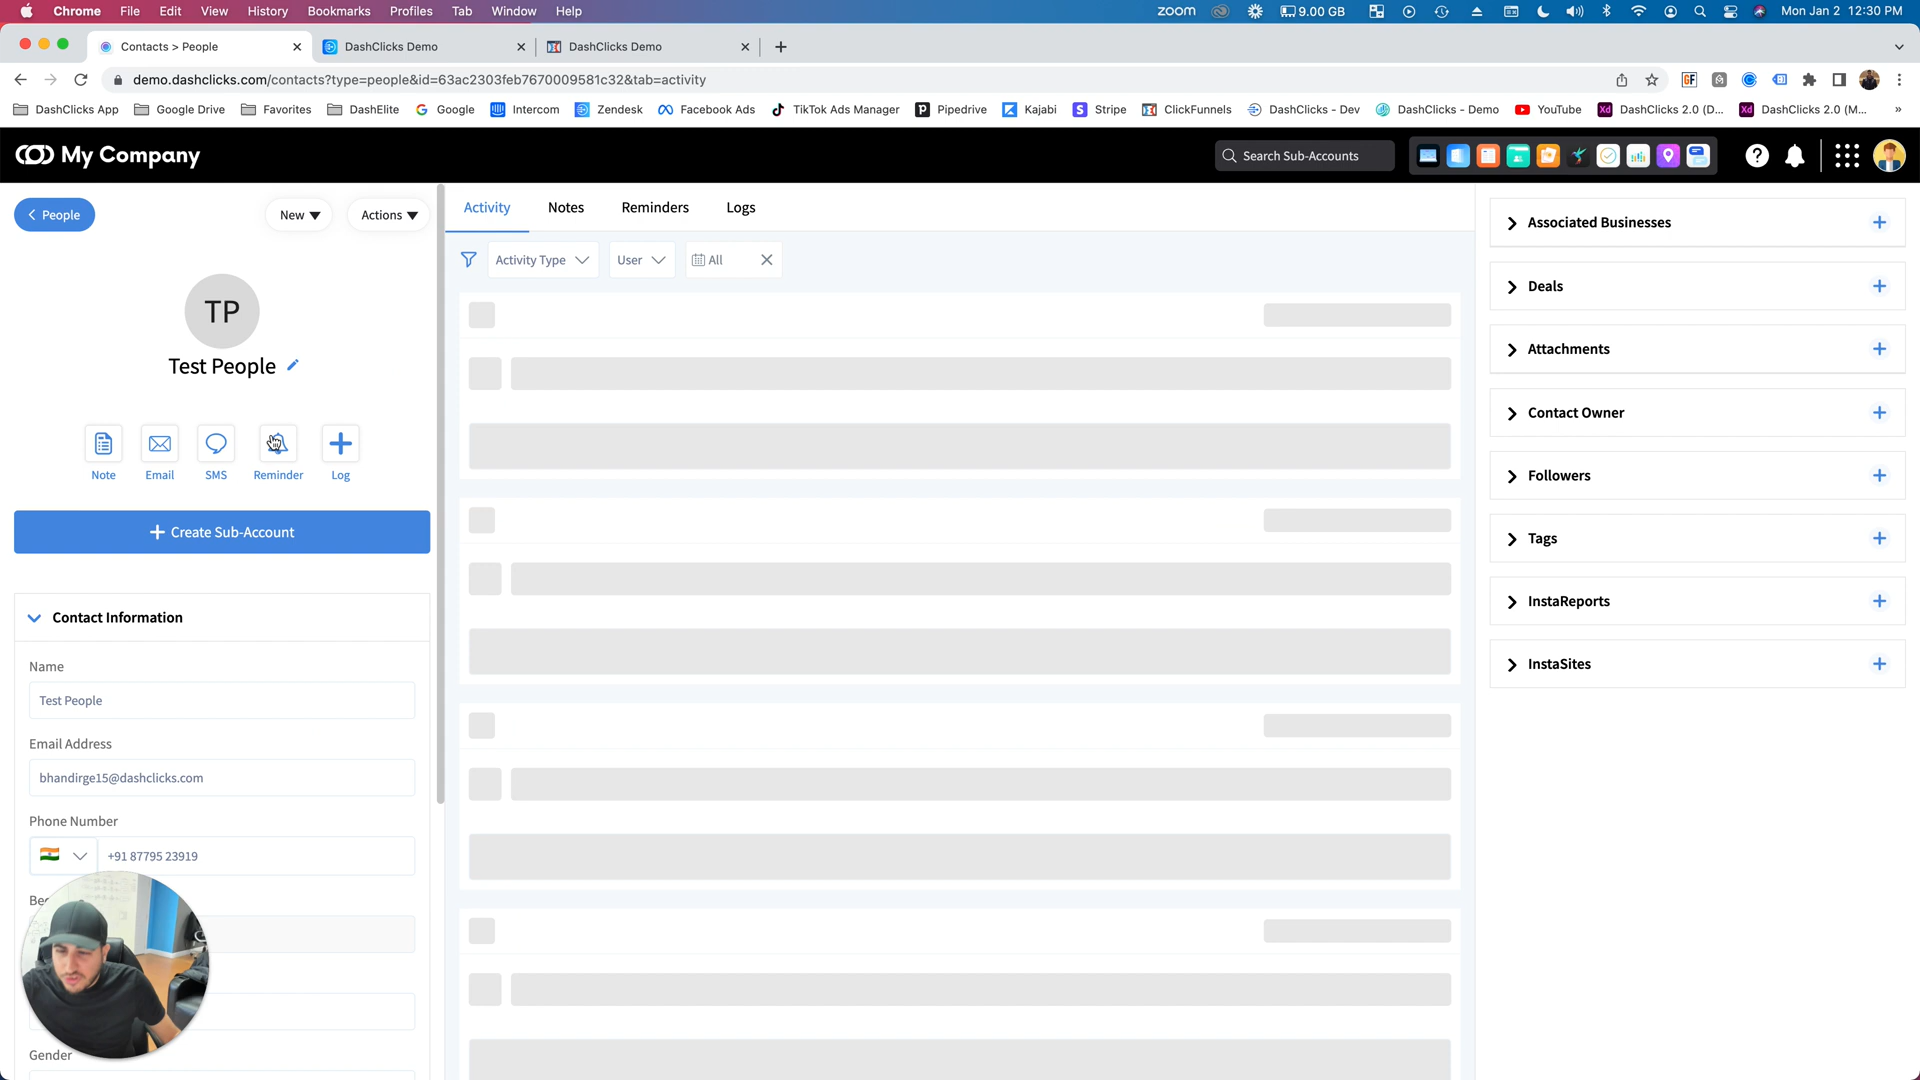 Chrome File Edit View History Bookmarks Profiles Tab Window Help zoom 9.00 GB Mon Jan 2 12:30 PM
Contacts > People DashClicks Demo DashClicks Demo
demo.dashclicks.com/contacts?type=people&id=63ac2303feb7670009581c32&tab=activity
DashClicks App Google Drive Favorites DashElite Google Intercom Zendesk Facebook Ads TikTok Ads Manager Pipedrive Kajabi Stripe ClickFunnels DashClicks - Dev DashClicks - Demo YouTube DashClicks 2.0 (D... DashClicks 2.0 (M... »
My Company Search Sub-Accounts
People New Actions
TP
Test People
Note Email SMS Reminder Log
Create Sub-Account
Contact Information
Name
Test People
Email Address
bhandirge15@dashclicks.com
Phone Number
+91 87795 23919
Gender
Activity Notes Reminders Logs
Activity Type User All
Associated Businesses
Deals
Attachments
Contact Owner
Followers
Tags
InstaReports
InstaSites